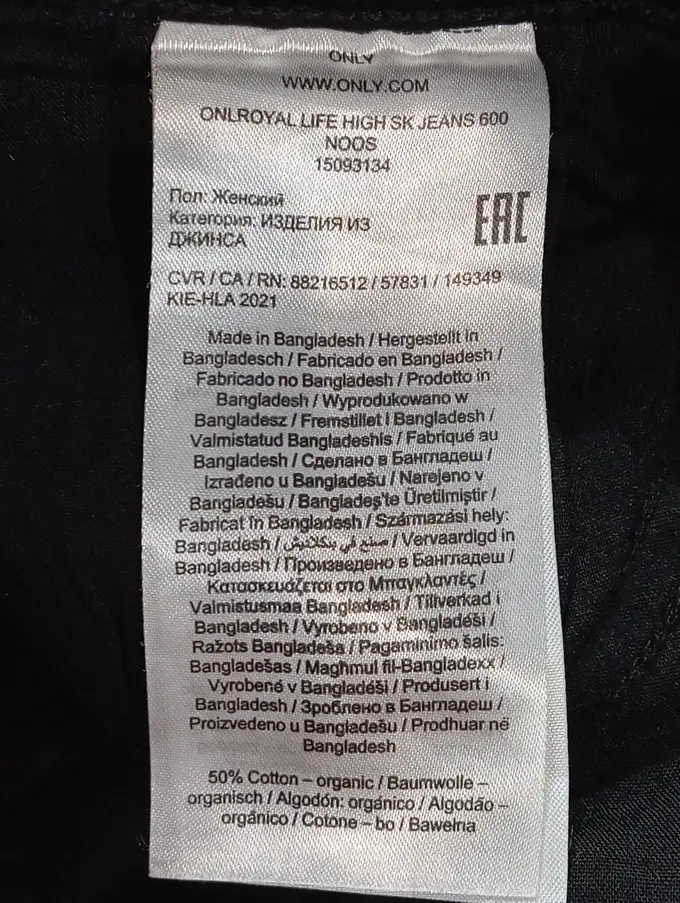 ONLY
WWW.ONLY.COM
ONLROYAL LIFE HIGH SK JEANS 600
NOOS
15093134
Пол: Женский
Категория: ИЗДЕЛИЯ ИЗ
ДЖИНСА
EAC
CVR / CA / RN: 88216512 / 57831 / 149349
KIE-HLA 2021
Made in Bangladesh / Hergestellt in
Bangladesch / Fabricado en Bangladesh /
Fabricado no Bangladesh / Prodotto in
Bangladesh / Wyprodukowano w
Bangladesz / Fremstillet i Bangladesh /
Valmistatud Bangladeshis / Fabriqué au
Bangladesh / Сделано в Бангладеш /
Izrađeno u Bangladešu / Narejeno v
Bangladešu / Bangladeş'te Üretilmiştir /
Fabricat în Bangladesh / Származási hely:
Bangladesh / صنع في بنكلاديش / Vervaardigd in
Bangladesh / Произведено в Бангладеш /
Κατασκευάζεται στο Μπαγκλαντές /
Valmistusmaa Bangladesh / Tillverkad i
Bangladesh / Vyrobeno v Bangladéši /
Ražots Bangladeša / Pagaminimo šalis:
Bangladešas / Maghmul fil-Bangladexx /
Vyrobené v Bangladéši / Produsert i
Bangladesh / Зроблено в Бангладеш /
Proizvedeno u Bangladešu / Prodhuar në
Bangladesh
50% Cotton – organic / Baumwolle –
organisch / Algodón: orgánico / Algodão –
orgánico / Cotone – bo / Bawełna